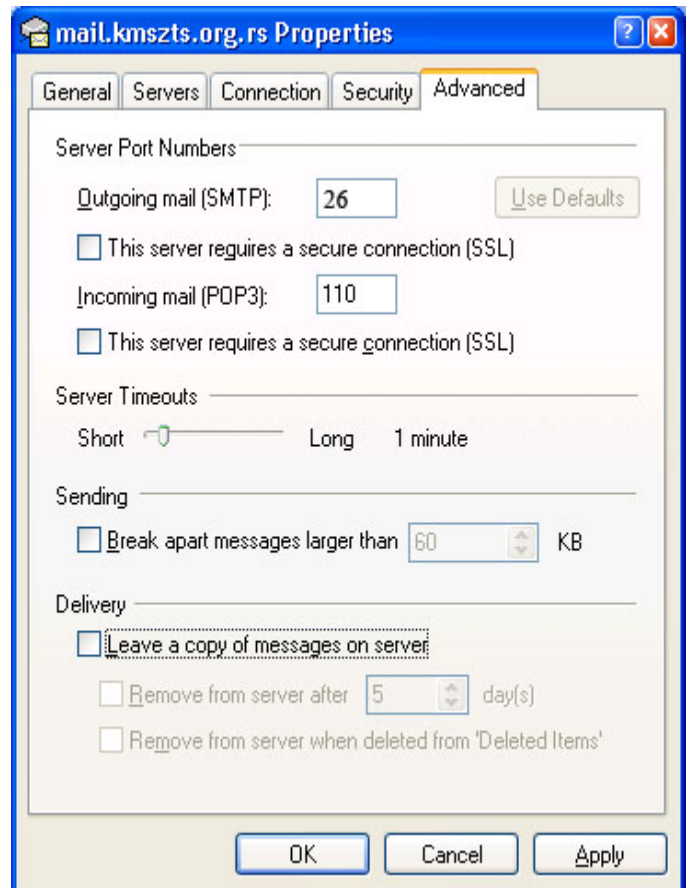 mail.kmszts.org.rs Properties
General Servers Connection Security Advanced
Server Port Numbers
Outgoing mail (SMTP): 26 Use Defaults
This server reguires a secure connection (SSL)
Incoming mail (POP3): 110
This server requires a secure connection (SSL)
Server Timeouts
Short Long 1 minute
Sending
Break apart messages larger than 60 KB
Delivery
Leave a copy of messages on server
Remove from server after 5 day(s)
Remove from server when deleted from 'Deleted Items'
OK Cancel Apply